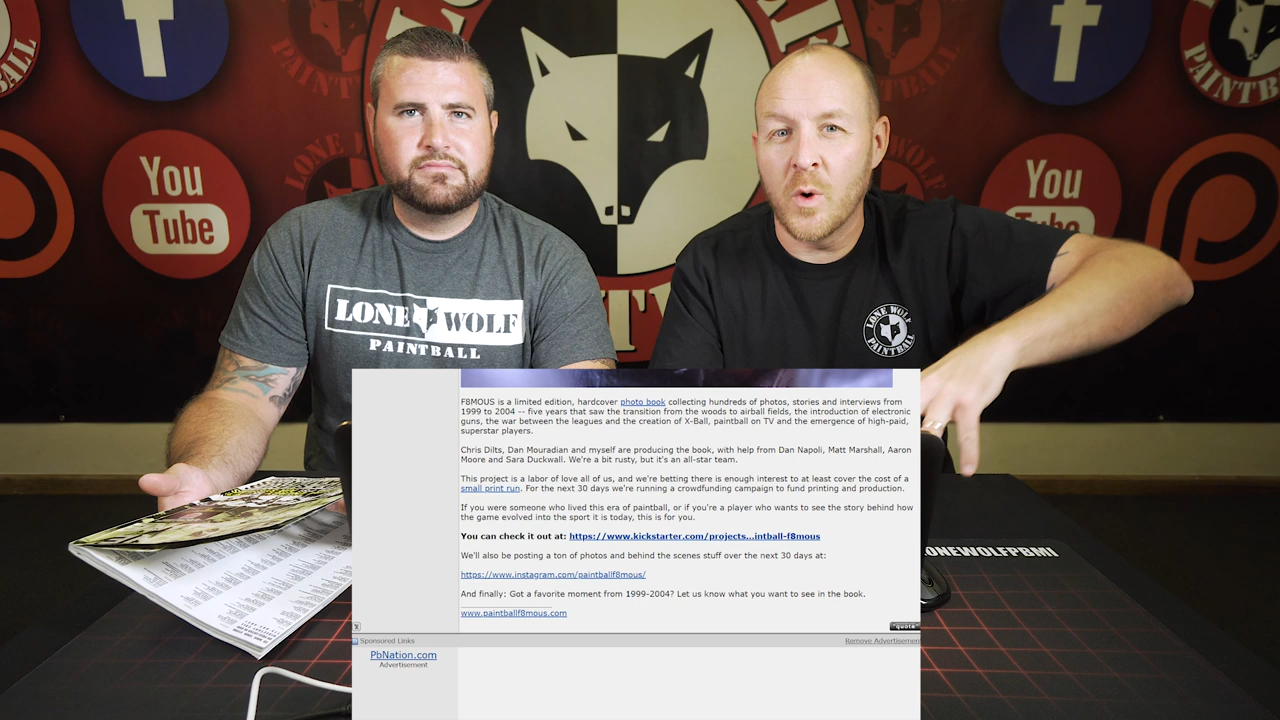 PAINTBALL
LONE WOLF
PAINTBALL
You
Tube
You
Tube
LONE WOLF
PAINTBALL
LONE WOLF
PAINTBALL
F8MOUS is a limited edition, hardcover photo book collecting hundreds of photos, stories and interviews from
1999 to 2004 -- five years that saw the transition from the woods to airball fields, the introduction of electronic
guns, the war between the leagues and the creation of X-Ball, paintball on TV and the emergence of high-paid,
superstar players.
Chris Dilts, Dan Mouradian and myself are producing the book, with help from Dan Napoli, Matt Marshall, Aaron
Moore and Sara Duckwall. We're a bit rusty, but it's an all-star team.
This project is a labor of love all of us, and we're betting there is enough interest to at least cover the cost of a
small print run. For the next 30 days we're running a crowdfunding campaign to fund printing and production.
If you were someone who lived this era of paintball, or if you're a player who wants to see the story behind how
the game evolved into the sport it is today, this is for you.
You can check it out at: https://www.kickstarter.com/projects...intball-f8mous
We'll also be posting a ton of photos and behind the scenes stuff over the next 30 days at:
https://www.instagram.com/paintballf8mous/
And finally: Got a favorite moment from 1999-2004? Let us know what you want to see in the book.
www.paintballf8mous.com
"quote"
Sponsored Links
Remove Advertisement
PbNation.com
Advertisement
ONEWOLFPBMI